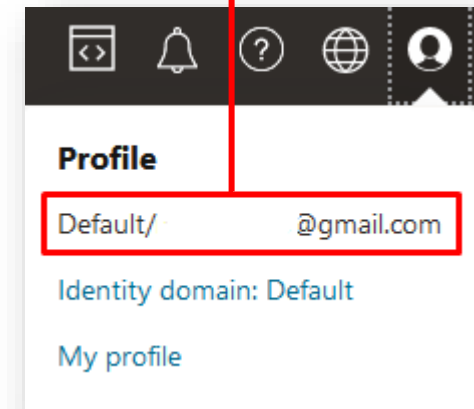 Profile
Default/ @gmail.com
Identity domain: Default
My profile